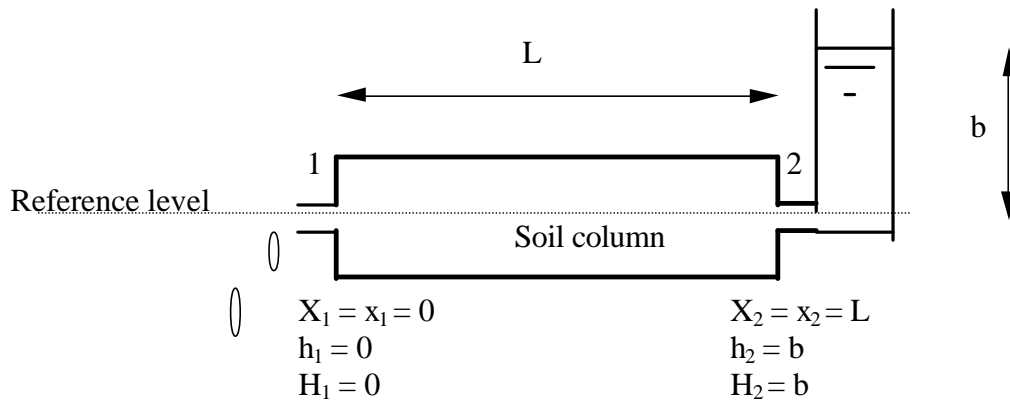 L
b
1
2
Reference level
Soil column
X₁ = x₁ = 0
h₁ = 0
H₁ = 0
X₂ = x₂ = L
h₂ = b
H₂ = b